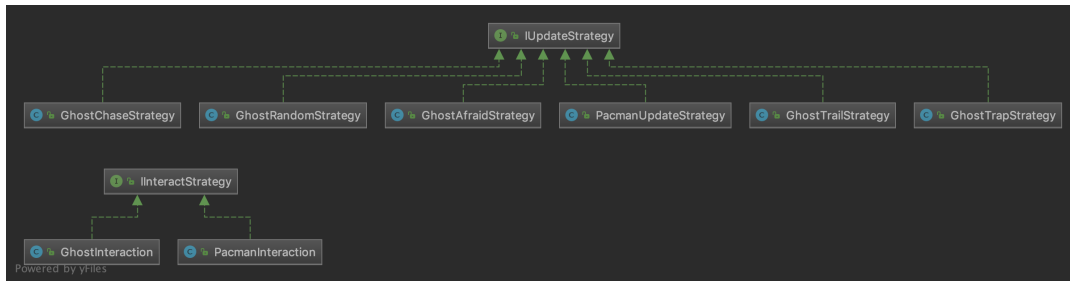 I IUpdateStrategy
C GhostChaseStrategy C GhostRandomStrategy C GhostAfraidStrategy C PacmanUpdateStrategy C GhostTrailStrategy C GhostTrapStrategy
I IInteractStrategy
C GhostInteraction C PacmanInteraction
Powered by yFiles